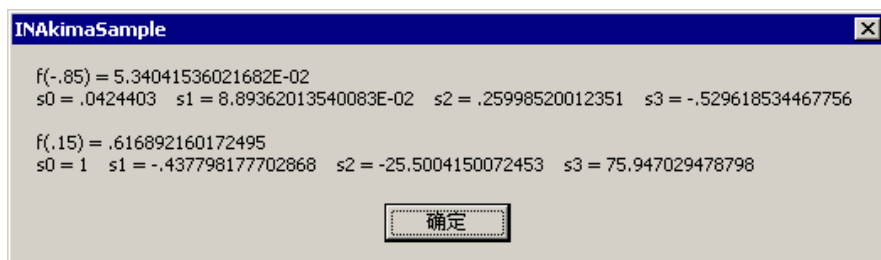 INAkimaSample
f(-.85) = 5.34041536021682E-02
s0 = .0424403 s1 = 8.89362013540083E-02 s2 = .25998520012351 s3 = -.529618534467756
f(.15) = .616892160172495
s0 = 1 s1 = -.437798177702868 s2 = -25.5004150072453 s3 = 75.947029478798
确定